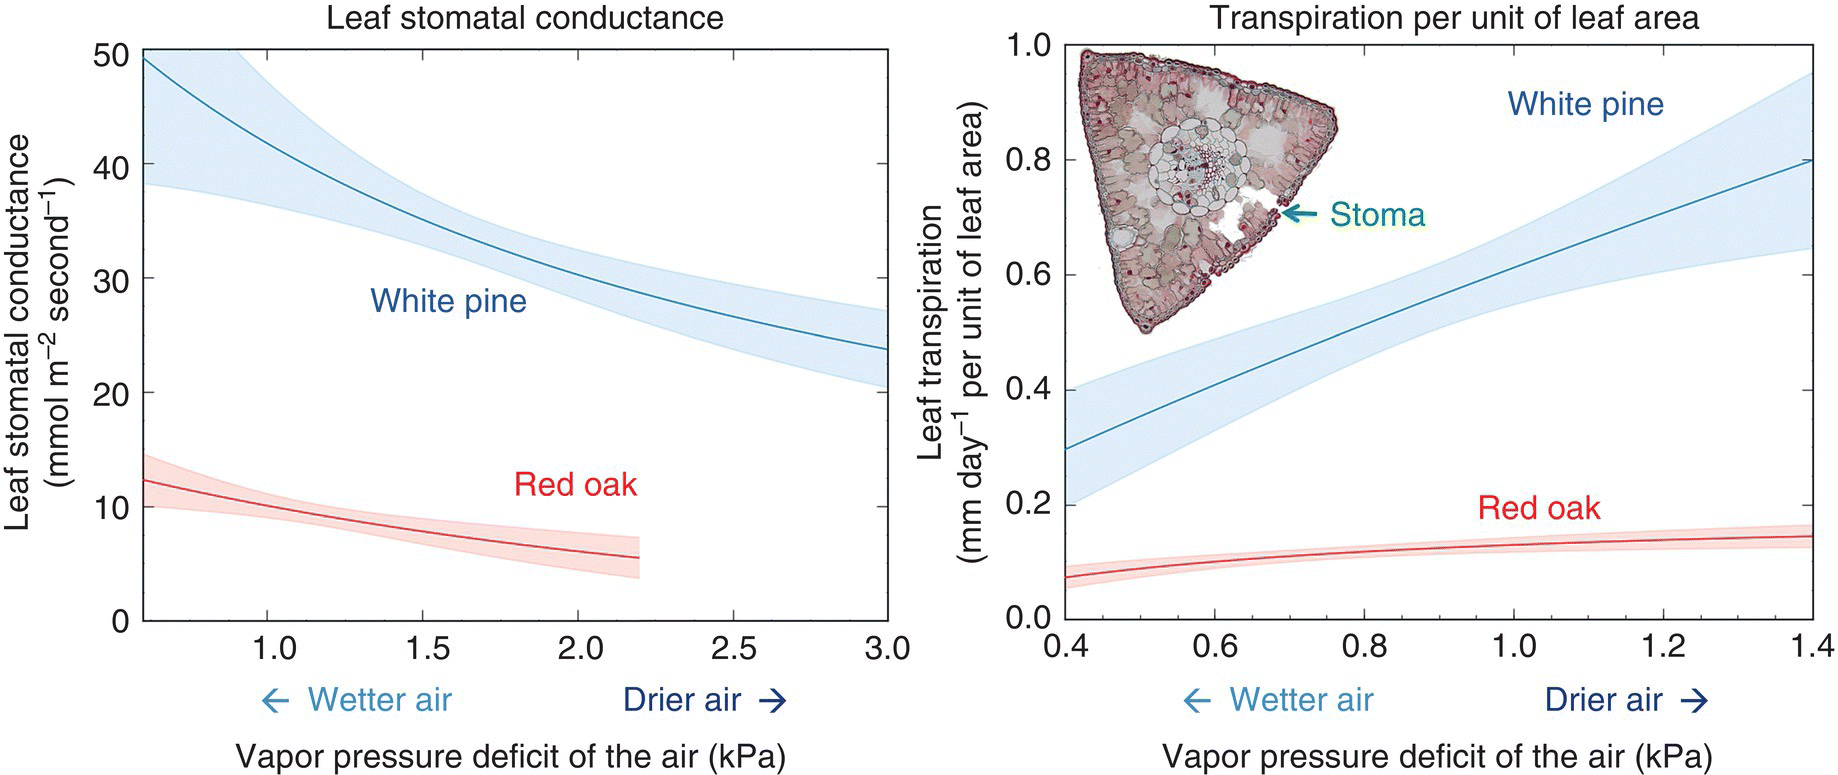 Leaf stomatal conductance
Leaf stomatal conductance
(mmol m−2 second−1)
50
40
30
20
10
0
White pine
Red oak
1.0 1.5 2.0 2.5 3.0
← Wetter air Drier air →
Vapor pressure deficit of the air (kPa)
Transpiration per unit of leaf area
Leaf transpiration
(mm day−1 per unit of leaf area)
1.0
0.8
0.6
0.4
0.2
0.0
White pine
Stoma
Red oak
0.4 0.6 0.8 1.0 1.2 1.4
← Wetter air Drier air →
Vapor pressure deficit of the air (kPa)